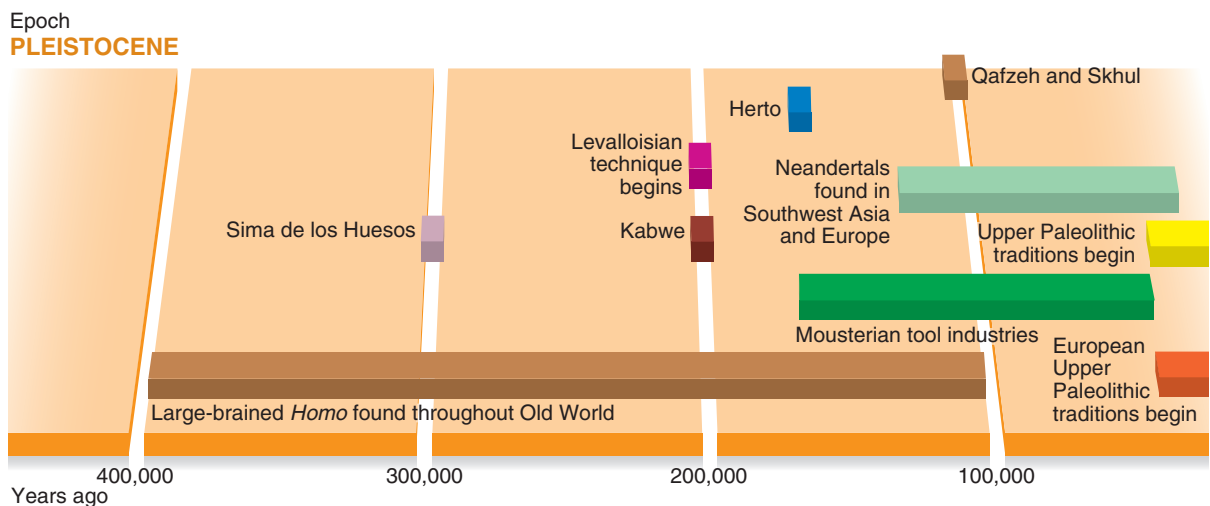 Epoch
PLEISTOCENE
Qafzeh and Skhul
Herto
Levalloisian
technique
begins
Neandertals
found in
Southwest Asia
and Europe
Sima de los Huesos
Kabwe
Upper Paleolithic
traditions begin
Mousterian tool industries
European
Upper
Paleolithic
traditions begin
Large-brained Homo found throughout Old World
400,000
300,000
200,000
100,000
Years ago